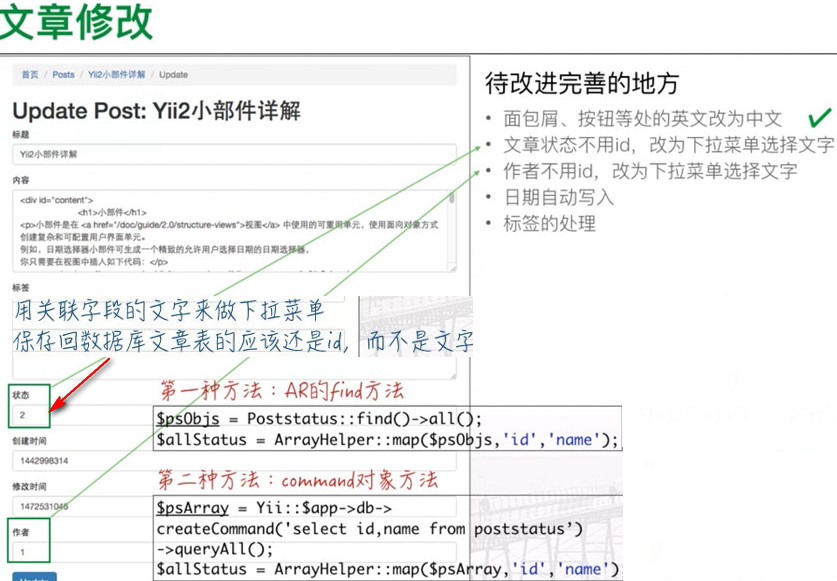 文章修改
首页 / Posts / Yii2小部件详解 / Update
Update Post: Yii2小部件详解
标题
Yii2小部件详解
内容
<div id="content">
<h1>小部件</h1>
<p>小部件是在 <a href="/doc/guide/2.0/structure-views">视图</a> 中使用的可重用单元，使用面向对象方式
创建复杂和可配置用户界面单元。
例如，日期选择器小部件可生成一个精致的允许用户选择日期的日期选择器，
你只需要在视图中插入如下代码：</p>
标签
用关联字段的文字来做下拉菜单
保存回数据库文章表的应该还是id，而不是文字
状态
2
创建时间
1442998314
修改时间
1472531046
作者
1
第一种方法：AR的find方法
$psObjs = Poststatus::find()->all();
$allStatus = ArrayHelper::map($psObjs,'id','name');
第二种方法：command对象方法
$psArray = Yii::$app->db->
createCommand('select id,name from poststatus’)
->queryAll();
$allStatus = ArrayHelper::map($psArray,'id','name')
待改进完善的地方
• 面包屑、按钮等处的英文改为中文
• 文章状态不用id，改为下拉菜单选择文字
• 作者不用id，改为下拉菜单选择文字
• 日期自动写入
• 标签的处理